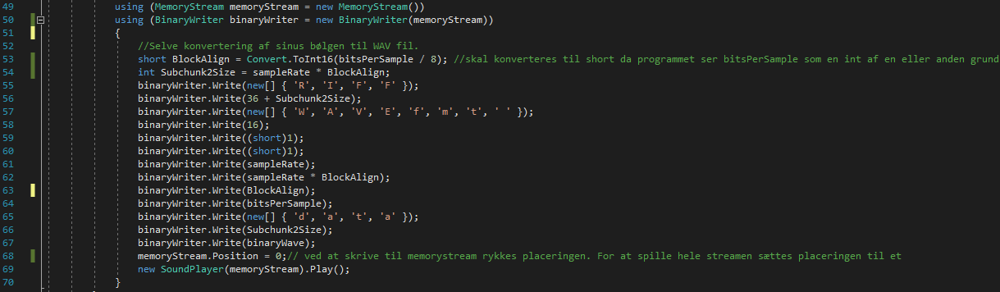 49 using (MemoryStream memoryStream = new MemoryStream())
50 using (BinaryWriter binaryWriter = new BinaryWriter(memoryStream))
51 {
52 //Selve konvertering af sinus bølgen til WAV fil.
53 short BlockAlign = Convert.ToInt16(bitsPerSample / 8); //skal konverteres til short da programmet ser bitsPerSample som en int af en eller anden grund
54 int Subchunk2Size = sampleRate * BlockAlign;
55 binaryWriter.Write(new[] { 'R', 'I', 'F', 'F' });
56 binaryWriter.Write(36 + Subchunk2Size);
57 binaryWriter.Write(new[] { 'W', 'A', 'V', 'E', 'f', 'm', 't', ' ' });
58 binaryWriter.Write(16);
59 binaryWriter.Write((short)1);
60 binaryWriter.Write((short)1);
61 binaryWriter.Write(sampleRate);
62 binaryWriter.Write(sampleRate * BlockAlign);
63 binaryWriter.Write(BlockAlign);
64 binaryWriter.Write(bitsPerSample);
65 binaryWriter.Write(new[] { 'd', 'a', 't', 'a' });
66 binaryWriter.Write(Subchunk2Size);
67 binaryWriter.Write(binaryWave);
68 memoryStream.Position = 0;// ved at skrive til memorystream rykkes placeringen. For at spille hele streamen sættes placeringen til et
69 new SoundPlayer(memoryStream).Play();
70 }